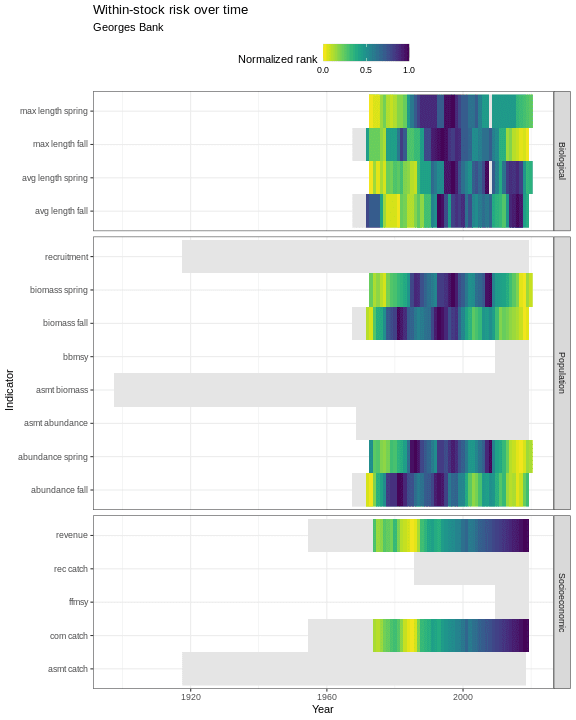 Within-stock risk over time
Georges Bank
Normalized rank
0.0 0.5 1.0
max length spring
max length fall
avg length spring
avg length fall
Biological
recruitment
biomass spring
biomass fall
bbmsy
asmt biomass
asmt abundance
abundance spring
abundance fall
Population
revenue
rec catch
ffmsy
com catch
asmt catch
Socioeconomic
Indicator
1920 1960 2000
Year